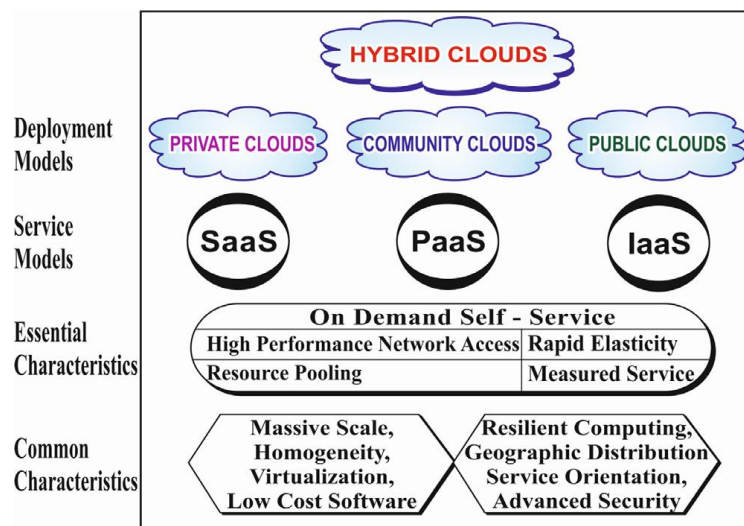 HYBRID CLOUDS
Deployment
Models
PRIVATE CLOUDS
COMMUNITY CLOUDS
PUBLIC CLOUDS
Service
Models
SaaS
PaaS
IaaS
Essential
Characteristics
On Demand Self - Service
High Performance Network Access
Rapid Elasticity
Resource Pooling
Measured Service
Common
Characteristics
Massive Scale,
Homogeneity,
Virtualization,
Low Cost Software
Resilient Computing,
Geographic Distribution
Service Orientation,
Advanced Security